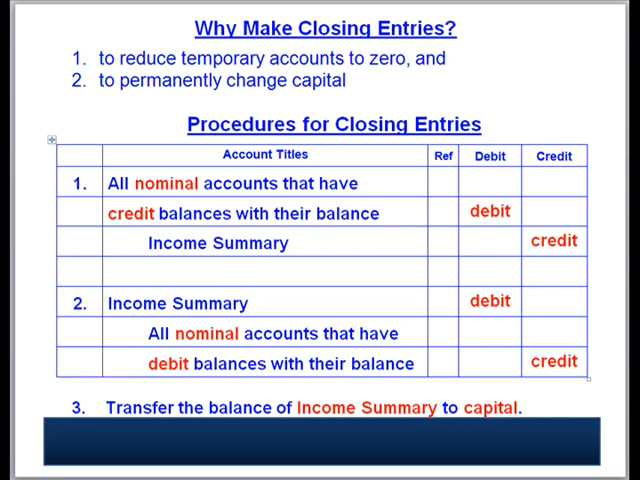 Why Make Closing Entries?
1. to reduce temporary accounts to zero, and
2. to permanently change capital
Procedures for Closing Entries
Account Titles Ref Debit Credit
1. All nominal accounts that have
credit balances with their balance debit
Income Summary credit
2. Income Summary debit
All nominal accounts that have
debit balances with their balance credit
3. Transfer the balance of Income Summary to capital.